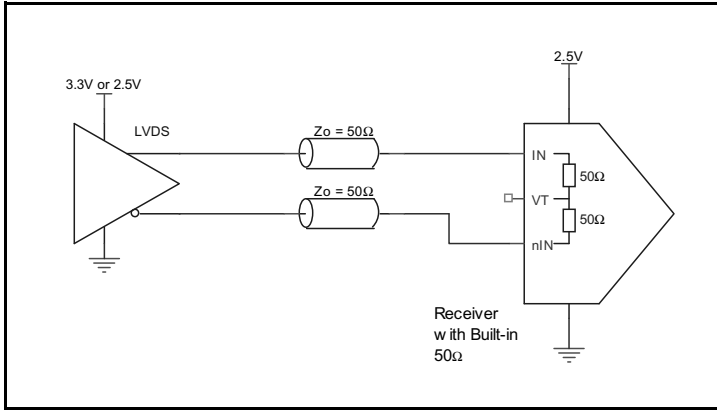 3.3V or 2.5V
LVDS
Zo = 50Ω
Zo = 50Ω
2.5V
IN
50Ω
VT
50Ω
nIN
Receiver
with Built-in
50Ω